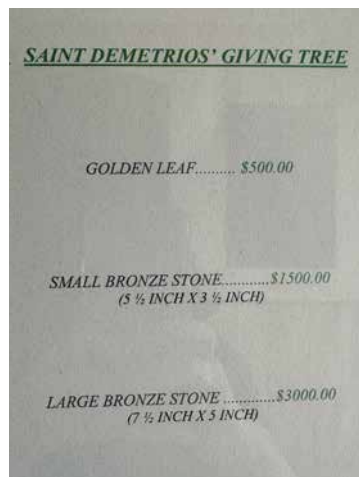 SAINT DEMETRIOS' GIVING TREE
GOLDEN LEAF.......... $500.00
SMALL BRONZE STONE............$1500.00
(5 ½ INCH X 3 ½ INCH)
LARGE BRONZE STONE .............$3000.00
(7 ½ INCH X 5 INCH)